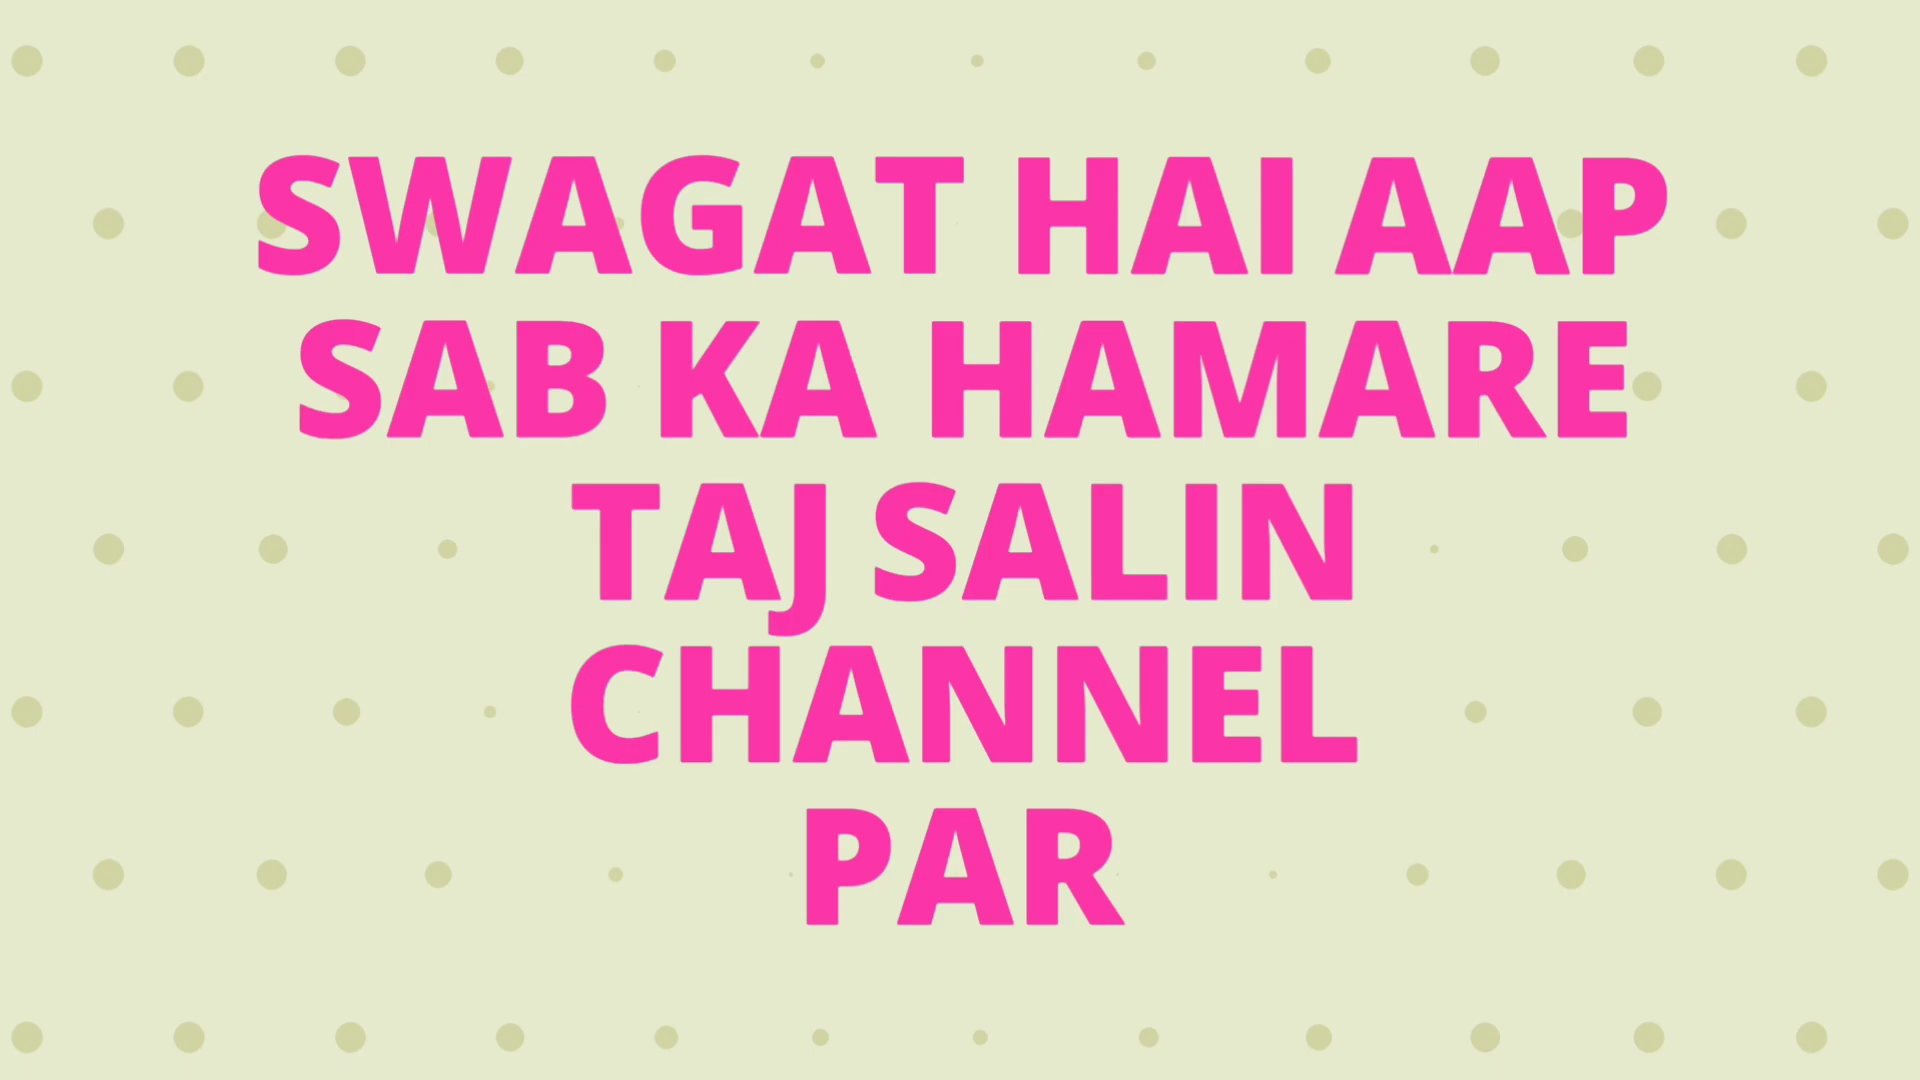 SWAGAT HAI AAP
SAB KA HAMARE
TAJ SALIN
CHANNEL
PAR